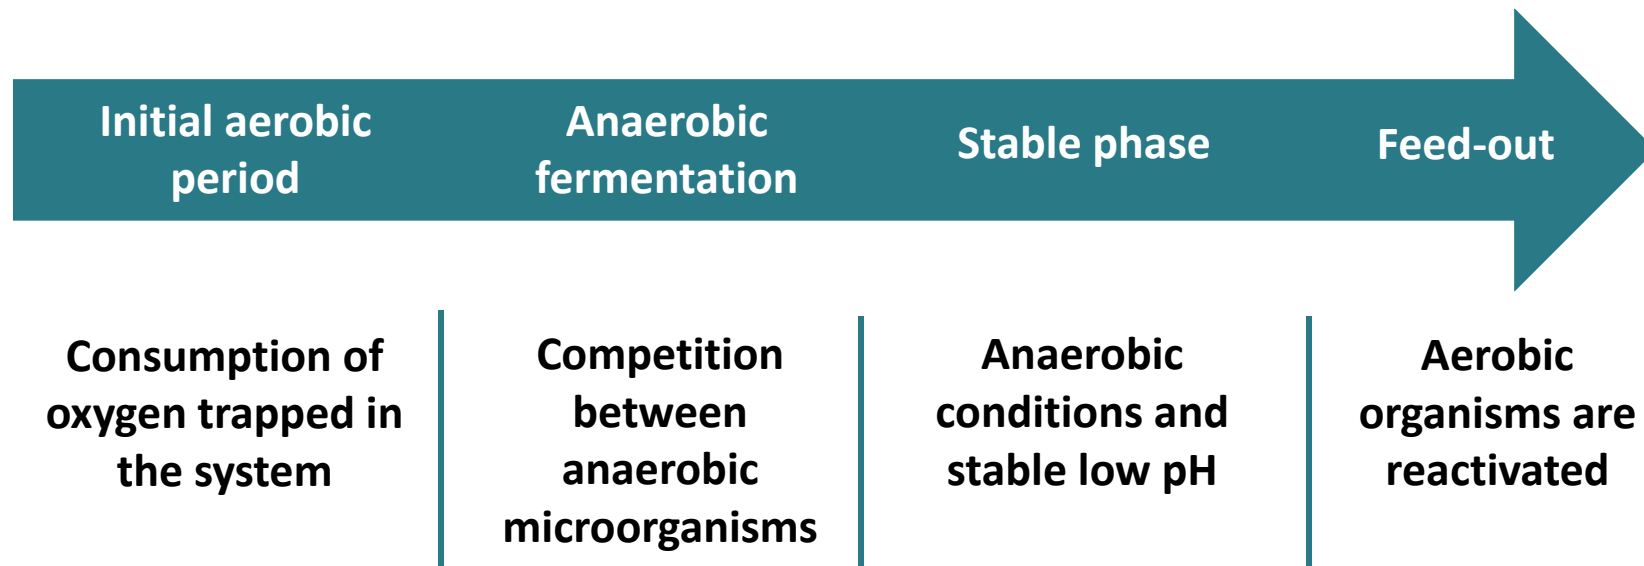 Initial aerobic
period
Anaerobic
fermentation
Stable phase
Feed-out
Consumption of
oxygen trapped in
the system
Competition
between
anaerobic
microorganisms
Anaerobic
conditions and
stable low pH
Aerobic
organisms are
reactivated